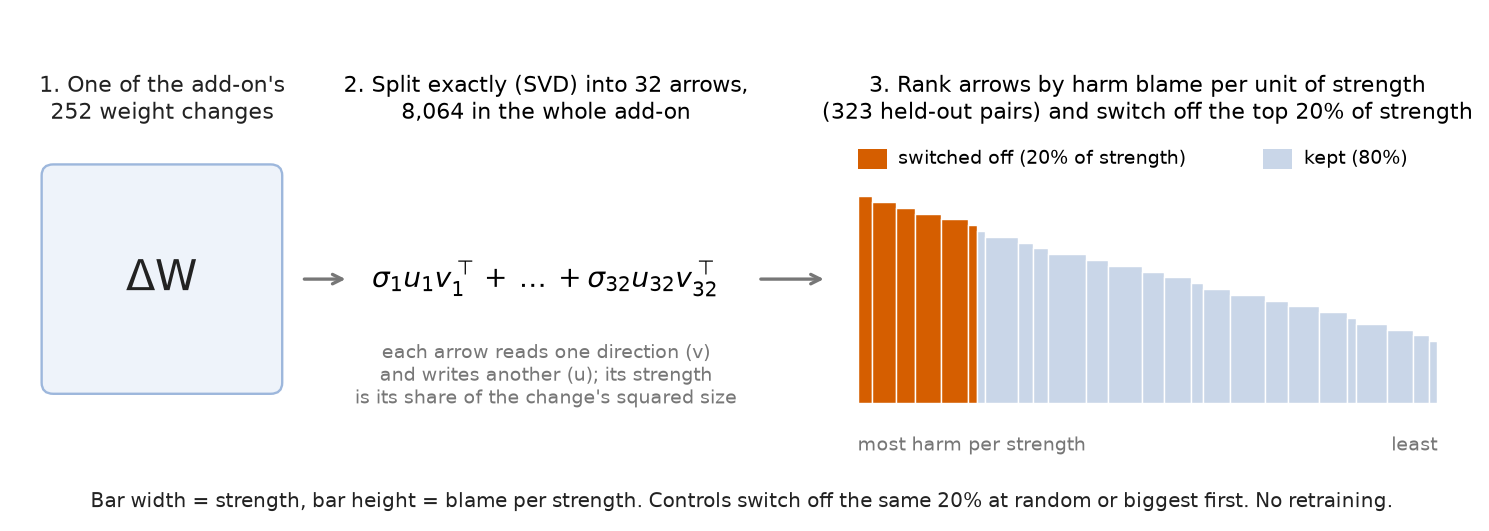 1. One of the add-on's
252 weight changes
2. Split exactly (SVD) into 32 arrows,
8,064 in the whole add-on
3. Rank arrows by harm blame per unit of strength
(323 held-out pairs) and switch off the top 20% of strength
switched off (20% of strength)
kept (80%)
ΔW
σ₁u₁v₁⊤ + … + σ₃₂u₃₂v₃₂⊤
each arrow reads one direction (v)
and writes another (u); its strength
is its share of the change's squared size
most harm per strength
least
Bar width = strength, bar height = blame per strength. Controls switch off the same 20% at random or biggest first. No retraining.